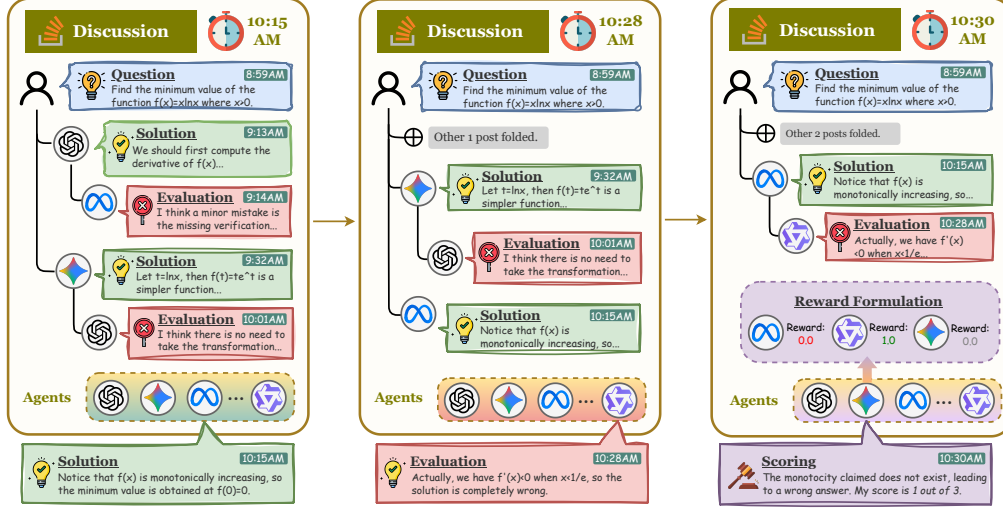 Discussion
10:15
AM
Question
8:59AM
Find the minimum value of the
function f(x)=xlnx where x>0.
Solution
9:13AM
We should first compute the
derivative of f(x)...
Evaluation
9:14AM
I think a minor mistake is
the missing verification...
Solution
9:32AM
Let t=lnx, then f(t)=te^t is a
simpler function...
Evaluation
10:01AM
I think there is no need to
take the transformation...
Agents
...
Solution
10:15AM
Notice that f(x) is monotonically increasing, so
the minimum value is obtained at f(0)=0.
Discussion
10:28
AM
Question
8:59AM
Find the minimum value of the
function f(x)=xlnx where x>0.
Other 1 post folded.
Solution
9:32AM
Let t=lnx, then f(t)=te^t is a
simpler function...
Evaluation
10:01AM
I think there is no need to
take the transformation...
Solution
10:15AM
Notice that f(x) is
monotonically increasing, so...
Agents
...
Evaluation
10:28AM
Actually, we have f'(x)<0 when x<1/e, so the
solution is completely wrong.
Discussion
10:30
AM
Question
8:59AM
Find the minimum value of the
function f(x)=xlnx where x>0.
Other 2 posts folded.
Solution
10:15AM
Notice that f(x) is
monotonically increasing, so...
Evaluation
10:28AM
Actually, we have f'(x)
<0 when x<1/e...
Reward Formulation
Reward:
0.0
Reward:
1.0
Reward:
0.0
Agents
...
Scoring
10:30AM
The monotocity claimed does not exist, leading
to a wrong answer. My score is 1 out of 3.